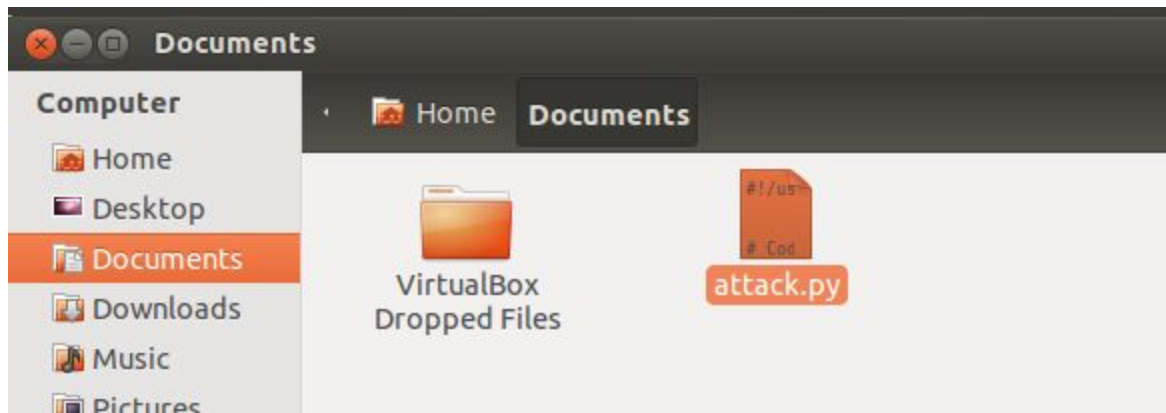 Documents
Computer
Home
Desktop
Documents
Downloads
Music
Pictures
Home Documents
VirtualBox
Dropped Files
#!/us
# Cod
attack.py